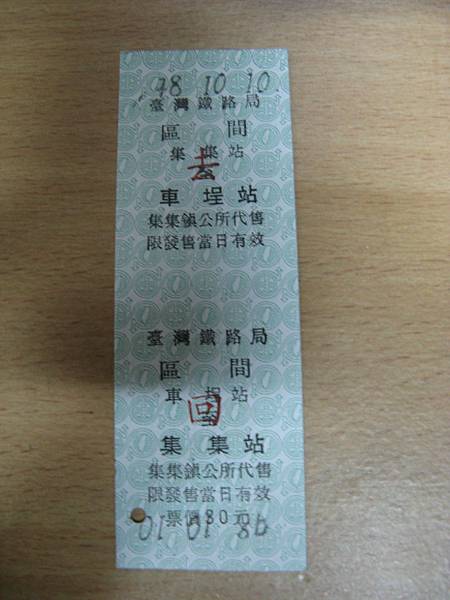 98 10 10
臺灣鐵路局
區 間
集集站
去
車埕站
集集鎮公所代售
限發售當日有效
臺灣鐵路局
區 間
車埕站
回
至
集集站
集集鎮公所代售
限發售當日有效
票價30元
98 10 10